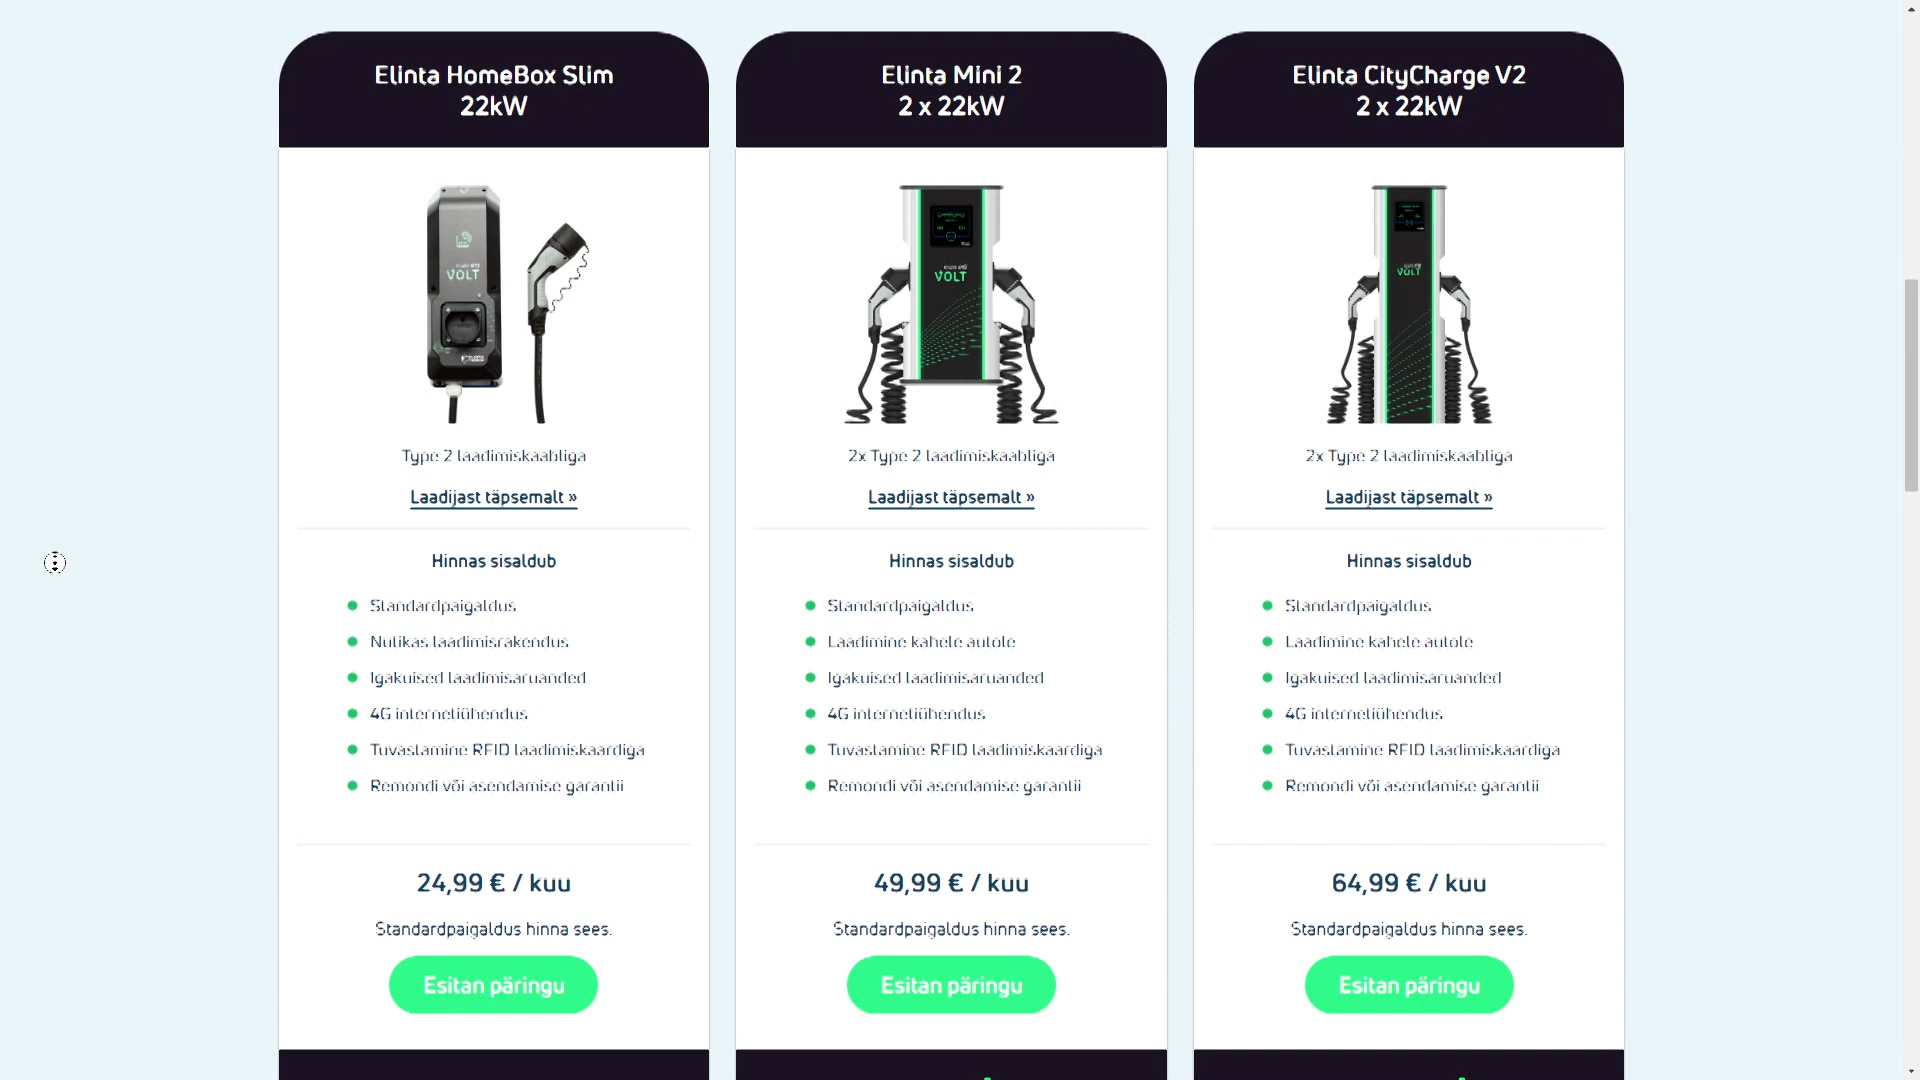 Elinta HomeBox Slim
22kW
VOLT
Type 2 laadimiskaabliga
Laadijast täpsemalt »
Hinnas sisaldub
Standardpaigaldus
Nutikas laadimisrakendus
Igakuised laadimisaruanded
4G internetiühendus
Tuvastamine RFID laadimiskaardiga
Remondi või asendamise garantii
24,99 € / kuu
Standardpaigaldus hinna sees.
Esitan päringu
Elinta Mini 2
2 x 22kW
VOLT
2x Type 2 laadimiskaabliga
Laadijast täpsemalt »
Hinnas sisaldub
Standardpaigaldus
Laadimine kahele autole
Igakuised laadimisaruanded
4G internetiühendus
Tuvastamine RFID laadimiskaardiga
Remondi või asendamise garantii
49,99 € / kuu
Standardpaigaldus hinna sees.
Esitan päringu
Elinta CityCharge V2
2 x 22kW
VOLT
2x Type 2 laadimiskaabliga
Laadijast täpsemalt »
Hinnas sisaldub
Standardpaigaldus
Laadimine kahele autole
Igakuised laadimisaruanded
4G internetiühendus
Tuvastamine RFID laadimiskaardiga
Remondi või asendamise garantii
64,99 € / kuu
Standardpaigaldus hinna sees.
Esitan päringu